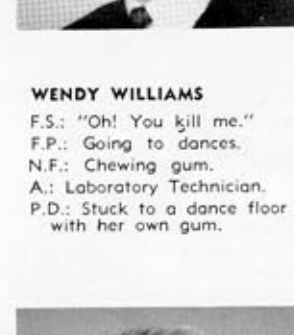 WENDY WILLIAMS
F.S.: "Oh! You kill me."
F.P.: Going to dances.
N.F.: Chewing gum.
A.: Laboratory Technician.
P.D.: Stuck to a dance floor
with her own gum.